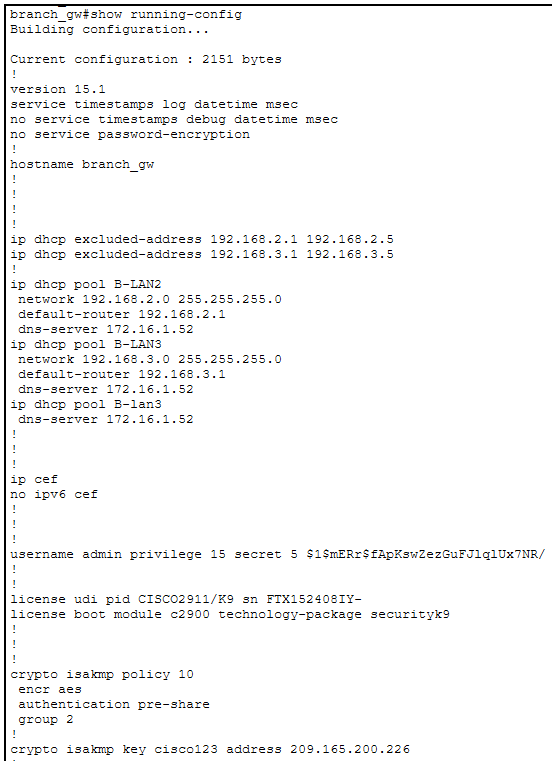 branch_gw#show running-config
Building configuration...
Current configuration : 2151 bytes
!
version 15.1
service timestamps log datetime msec
no service timestamps debug datetime msec
no service password-encryption
!
hostname branch_gw
!
!
!
!
ip dhcp excluded-address 192.168.2.1 192.168.2.5
ip dhcp excluded-address 192.168.3.1 192.168.3.5
!
ip dhcp pool B-LAN2
 network 192.168.2.0 255.255.255.0
 default-router 192.168.2.1
 dns-server 172.16.1.52
ip dhcp pool B-LAN3
 network 192.168.3.0 255.255.255.0
 default-router 192.168.3.1
 dns-server 172.16.1.52
ip dhcp pool B-lan3
 dns-server 172.16.1.52
!
!
!
ip cef
no ipv6 cef
!
!
!
username admin privilege 15 secret 5 $1$mERr$fApKswZezGuFJlqlUx7NR/
!
!
license udi pid CISCO2911/K9 sn FTX152408IY-
license boot module c2900 technology-package securityk9
!
!
!
crypto isakmp policy 10
 encr aes
 authentication pre-share
 group 2
!
crypto isakmp key cisco123 address 209.165.200.226
!